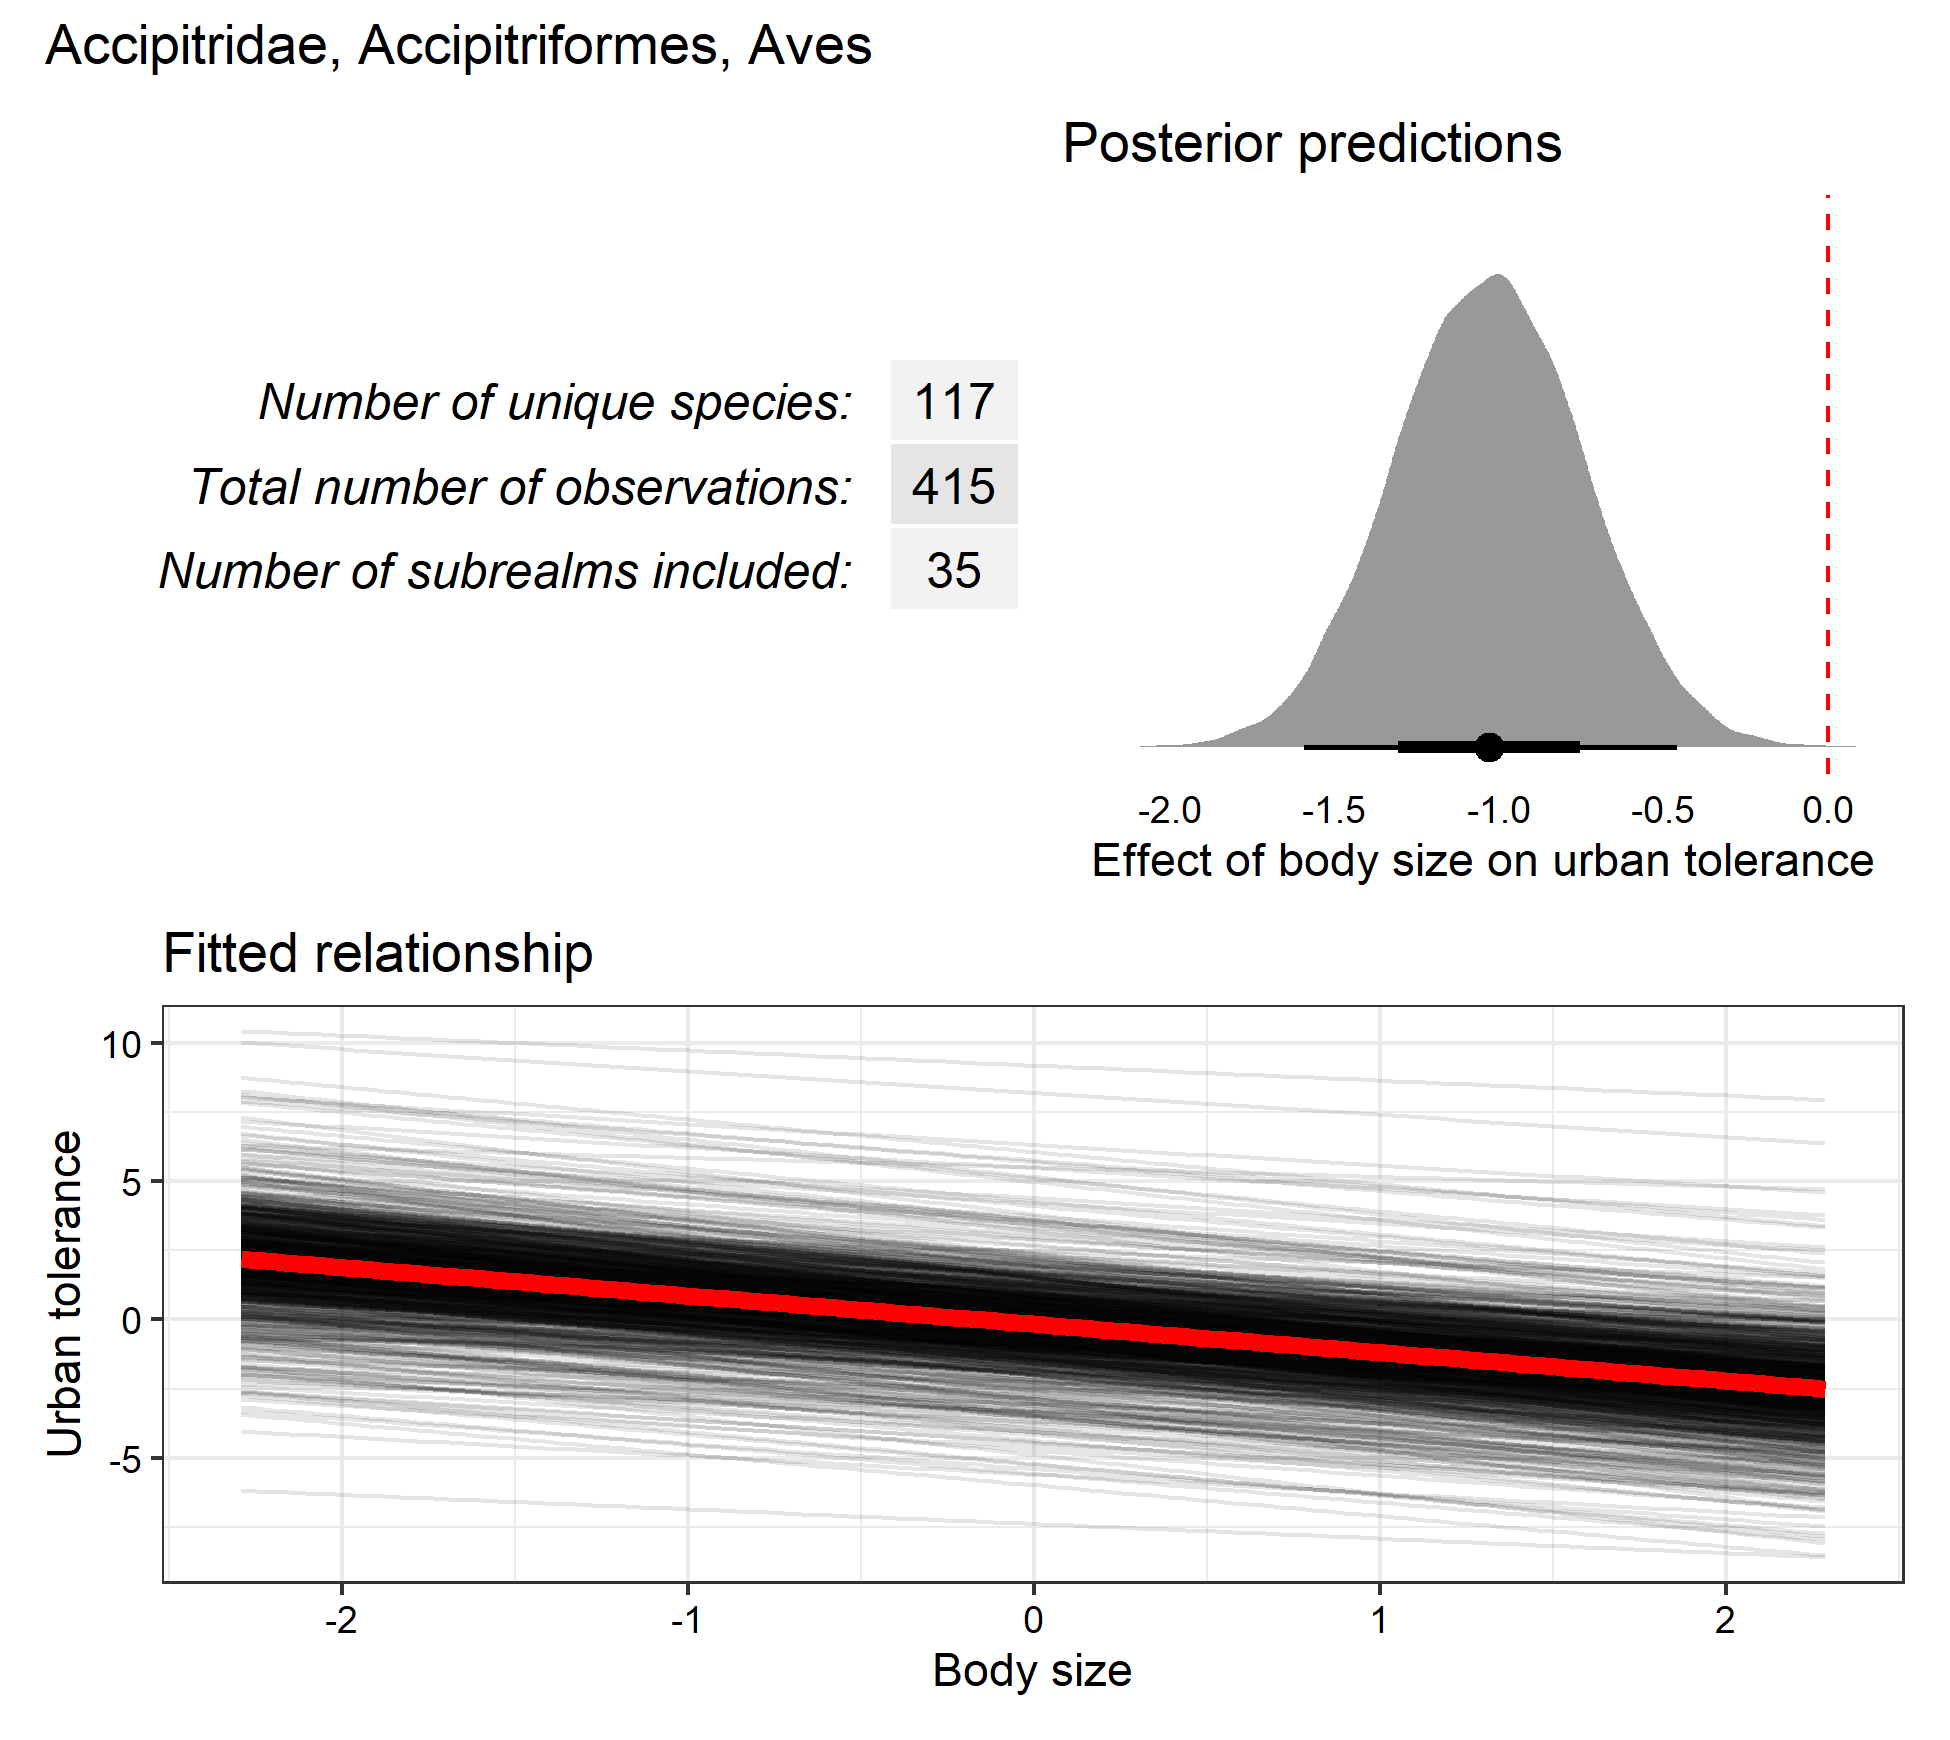 Accipitridae, Accipitriformes, Aves
Number of unique species: 117
Total number of observations: 415
Number of subrealms included: 35
Posterior predictions
-2.0 -1.5 -1.0 -0.5 0.0
Effect of body size on urban tolerance
Fitted relationship
Urban tolerance
10
5
0
-5
-2 -1 0 1 2
Body size